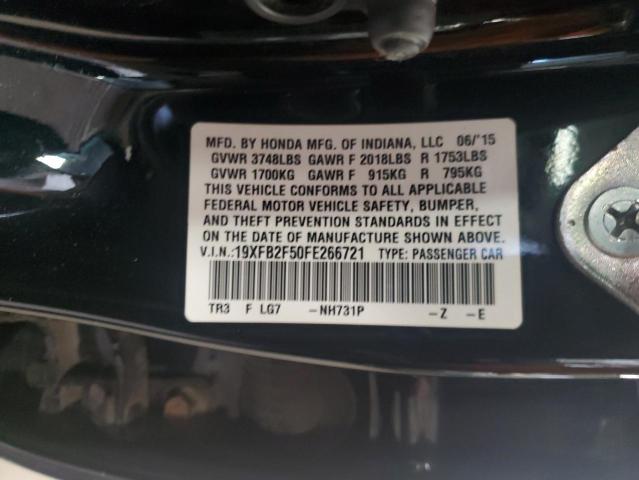 MFD. BY HONDA MFG. OF INDIANA, LLC 06/'15
GVWR 3748LBS GAWR F 2018LBS R 1753LBS
GVWR 1700KG GAWR F 915KG R 795KG
THIS VEHICLE CONFORMS TO ALL APPLICABLE
FEDERAL MOTOR VEHICLE SAFETY, BUMPER,
AND THEFT PREVENTION STANDARDS IN EFFECT
ON THE DATE OF MANUFACTURE SHOWN ABOVE.
V.I.N.:19XFB2F50FE266721 TYPE: PASSENGER CAR
TR3 F LG7 -NH731P -Z -E